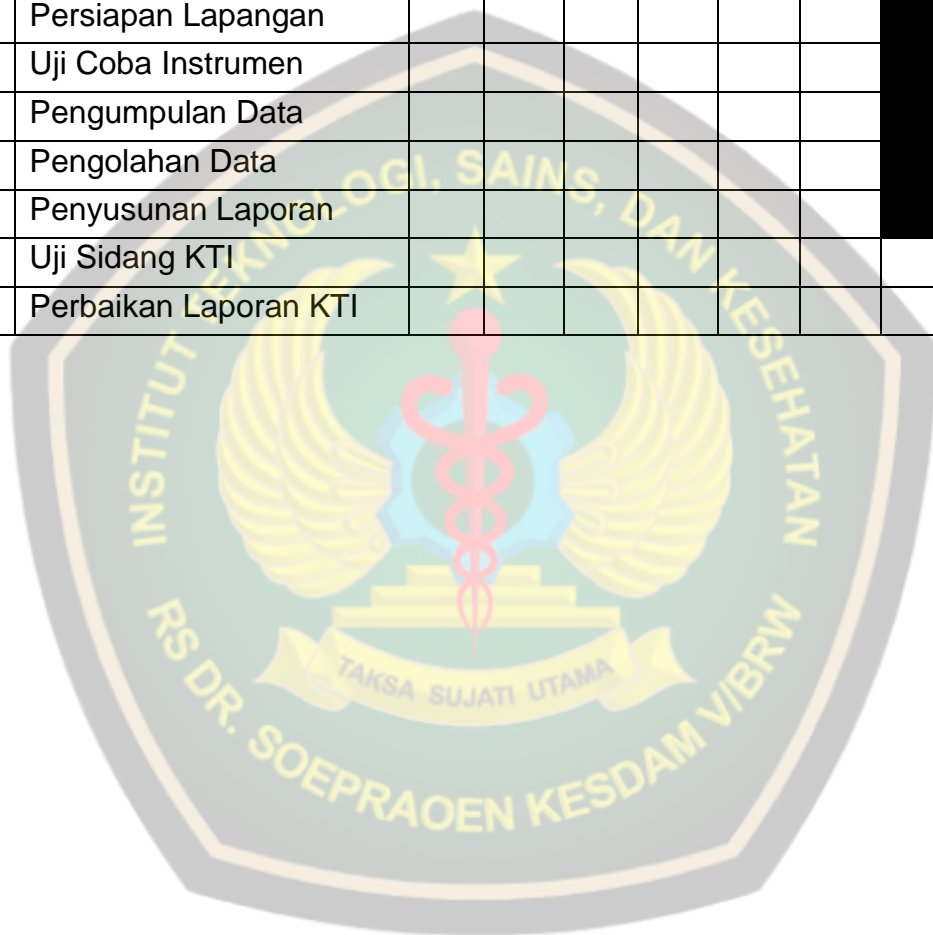 Persiapan Lapangan
Uji Coba Instrumen
Pengumpulan Data
Pengolahan Data
Penyusunan Laporan
Uji Sidang KTI
Perbaikan Laporan KTI
INSTITUT TEKNOLOGI, SAINS, DAN KESEHATAN
TAKSA SUJATI UTAMA
RS DR. SOEPRAOEN KESDAM V/BRW